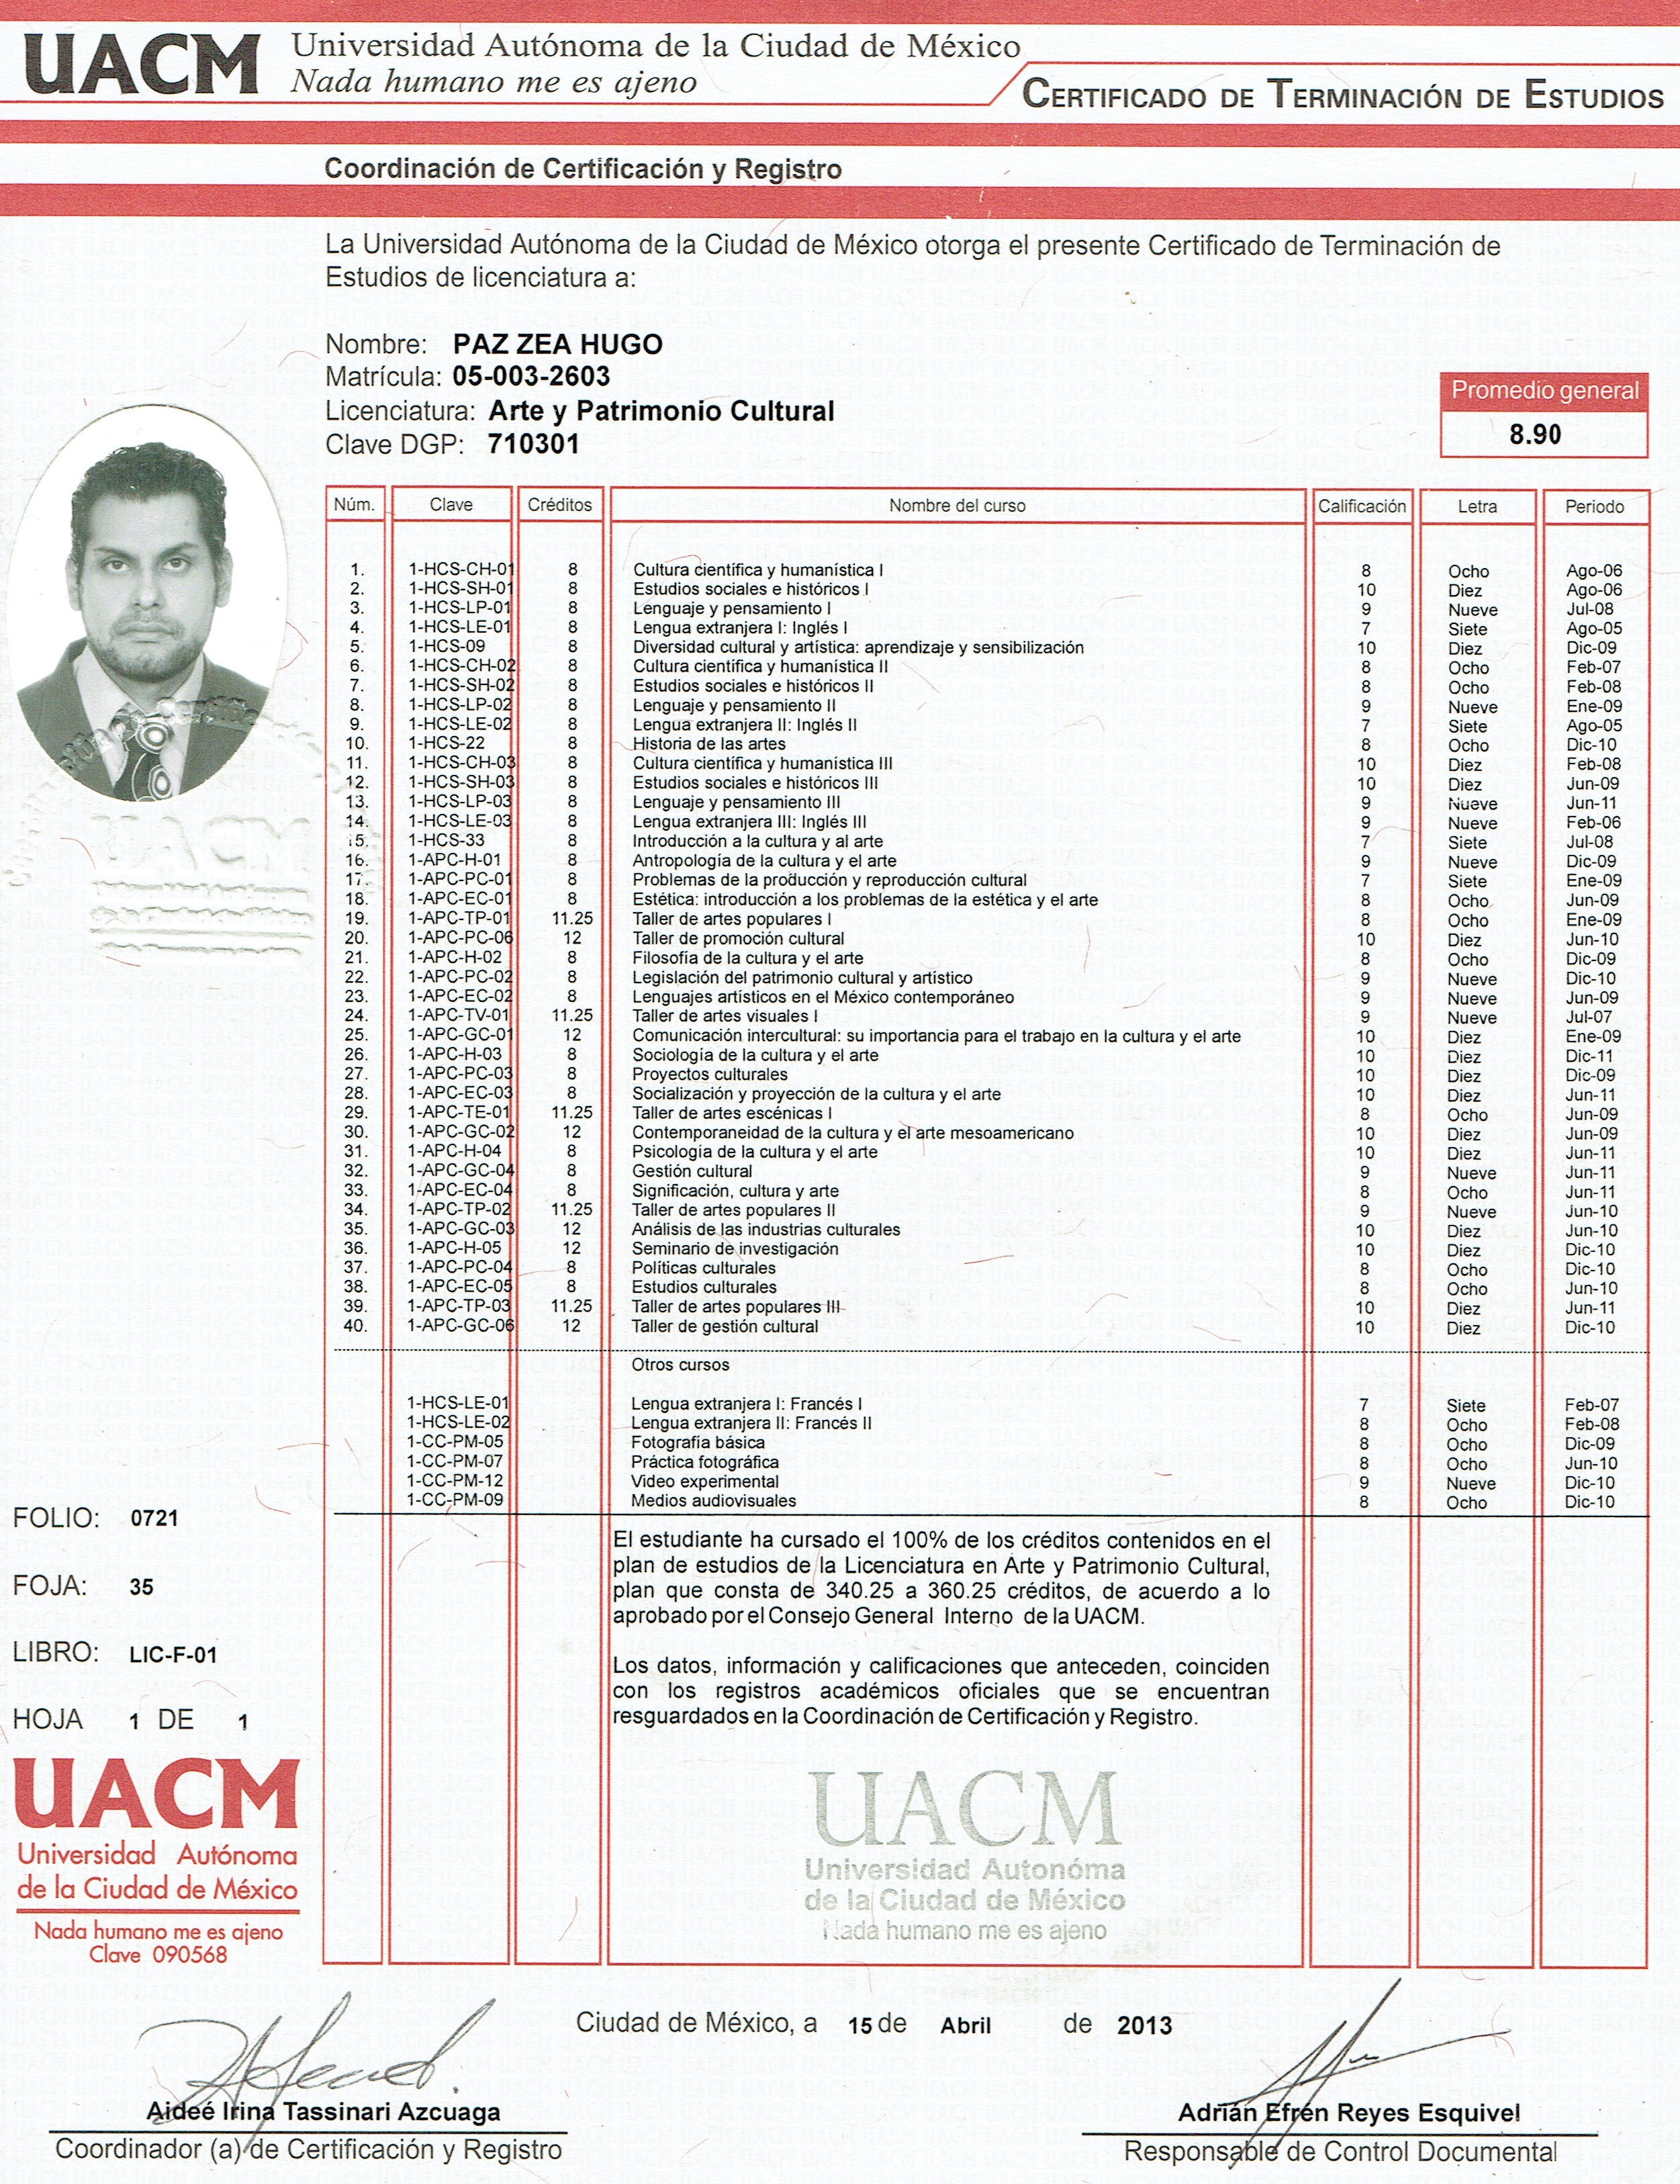 UACM Universidad Autónoma de la Ciudad de México
Nada humano me es ajeno
CERTIFICADO DE TERMINACIÓN DE ESTUDIOS
Coordinación de Certificación y Registro
La Universidad Autónoma de la Ciudad de México otorga el presente Certificado de Terminación de
Estudios de licenciatura a:
Nombre: PAZ ZEA HUGO
Matrícula: 05-003-2603
Licenciatura: Arte y Patrimonio Cultural
Clave DGP: 710301
Promedio general
8.90
Núm. Clave Créditos Nombre del curso Calificación Letra Periodo
1. 1-HCS-CH-01 8 Cultura científica y humanística I 8 Ocho Ago-06
2. 1-HCS-SH-01 8 Estudios sociales e históricos I 10 Diez Ago-06
3. 1-HCS-LP-01 8 Lenguaje y pensamiento I 9 Nueve Jul-08
4. 1-HCS-LE-01 8 Lengua extranjera I: Inglés I 7 Siete Ago-05
5. 1-HCS-09 8 Diversidad cultural y artística: aprendizaje y sensibilización 10 Diez Dic-09
6. 1-HCS-CH-02 8 Cultura científica y humanística II 8 Ocho Feb-07
7. 1-HCS-SH-02 8 Estudios sociales e históricos II 8 Ocho Feb-08
8. 1-HCS-LP-02 8 Lenguaje y pensamiento II 9 Nueve Ene-09
9. 1-HCS-LE-02 8 Lengua extranjera II: Inglés II 7 Siete Ago-05
10. 1-HCS-22 8 Historia de las artes 8 Ocho Dic-10
11. 1-HCS-CH-03 8 Cultura científica y humanística III 10 Diez Feb-08
12. 1-HCS-SH-03 8 Estudios sociales e históricos III 10 Diez Jun-09
13. 1-HCS-LP-03 8 Lenguaje y pensamiento III 9 Nueve Jun-11
14. 1-HCS-LE-03 8 Lengua extranjera III: Inglés III 9 Nueve Feb-06
15. 1-HCS-33 8 Introducción a la cultura y al arte 7 Siete Jul-08
16. 1-APC-H-01 8 Antropología de la cultura y el arte 9 Nueve Dic-09
17. 1-APC-PC-01 8 Problemas de la producción y reproducción cultural 7 Siete Ene-09
18. 1-APC-EC-01 8 Estética: introducción a los problemas de la estética y el arte 8 Ocho Jun-09
19. 1-APC-TP-01 11.25 Taller de artes populares I 8 Ocho Ene-09
20. 1-APC-PC-06 12 Taller de promoción cultural 10 Diez Jun-10
21. 1-APC-H-02 8 Filosofía de la cultura y el arte 8 Ocho Dic-09
22. 1-APC-PC-02 8 Legislación del patrimonio cultural y artístico 9 Nueve Dic-10
23. 1-APC-EC-02 8 Lenguajes artísticos en el México contemporáneo 9 Nueve Jun-09
24. 1-APC-TV-01 11.25 Taller de artes visuales I 9 Nueve Jul-07
25. 1-APC-GC-01 12 Comunicación intercultural: su importancia para el trabajo en la cultura y el arte 10 Diez Ene-09
26. 1-APC-H-03 8 Sociología de la cultura y el arte 10 Diez Dic-11
27. 1-APC-PC-03 8 Proyectos culturales 10 Diez Dic-09
28. 1-APC-EC-03 8 Socialización y proyección de la cultura y el arte 10 Diez Jun-11
29. 1-APC-TE-01 11.25 Taller de artes escénicas I 8 Ocho Jun-09
30. 1-APC-GC-02 12 Contemporaneidad de la cultura y el arte mesoamericano 10 Diez Jun-09
31. 1-APC-H-04 8 Psicología de la cultura y el arte 10 Diez Jun-11
32. 1-APC-GC-04 8 Gestión cultural 9 Nueve Jun-11
33. 1-APC-EC-04 8 Significación, cultura y arte 8 Ocho Jun-11
34. 1-APC-TP-02 11.25 Taller de artes populares II 9 Nueve Jun-10
35. 1-APC-GC-03 12 Análisis de las industrias culturales 10 Diez Jun-10
36. 1-APC-H-05 12 Seminario de investigación 10 Diez Dic-10
37. 1-APC-PC-04 8 Políticas culturales 8 Ocho Dic-10
38. 1-APC-EC-05 8 Estudios culturales 8 Ocho Jun-10
39. 1-APC-TP-03 11.25 Taller de artes populares III 10 Diez Jun-11
40. 1-APC-GC-06 12 Taller de gestión cultural 10 Diez Dic-10
Otros cursos
1-HCS-LE-01 Lengua extranjera I: Francés I 7 Siete Feb-07
1-HCS-LE-02 Lengua extranjera II: Francés II 8 Ocho Feb-08
1-CC-PM-05 Fotografía básica 8 Ocho Dic-09
1-CC-PM-07 Práctica fotográfica 8 Ocho Jun-10
1-CC-PM-12 Video experimental 9 Nueve Dic-10
1-CC-PM-09 Medios audiovisuales 8 Ocho Dic-10
El estudiante ha cursado el 100% de los créditos contenidos en el
plan de estudios de la Licenciatura en Arte y Patrimonio Cultural,
plan que consta de 340.25 a 360.25 créditos, de acuerdo a lo
aprobado por el Consejo General Interno de la UACM.
Los datos, información y calificaciones que anteceden, coinciden
con los registros académicos oficiales que se encuentran
resguardados en la Coordinación de Certificación y Registro.
FOLIO: 0721
FOJA: 35
LIBRO: LIC-F-01
HOJA 1 DE 1
UACM
Universidad Autónoma
de la Ciudad de México
Nada humano me es ajeno
Clave 090568
UACM
Universidad Autonóma
de la Ciudad de México
Nada humano me es ajeno
Ciudad de México, a 15 de Abril de 2013
Aideé Irina Tassinari Azcuaga
Coordinador (a) de Certificación y Registro
Adrián Efrén Reyes Esquivel
Responsable de Control Documental